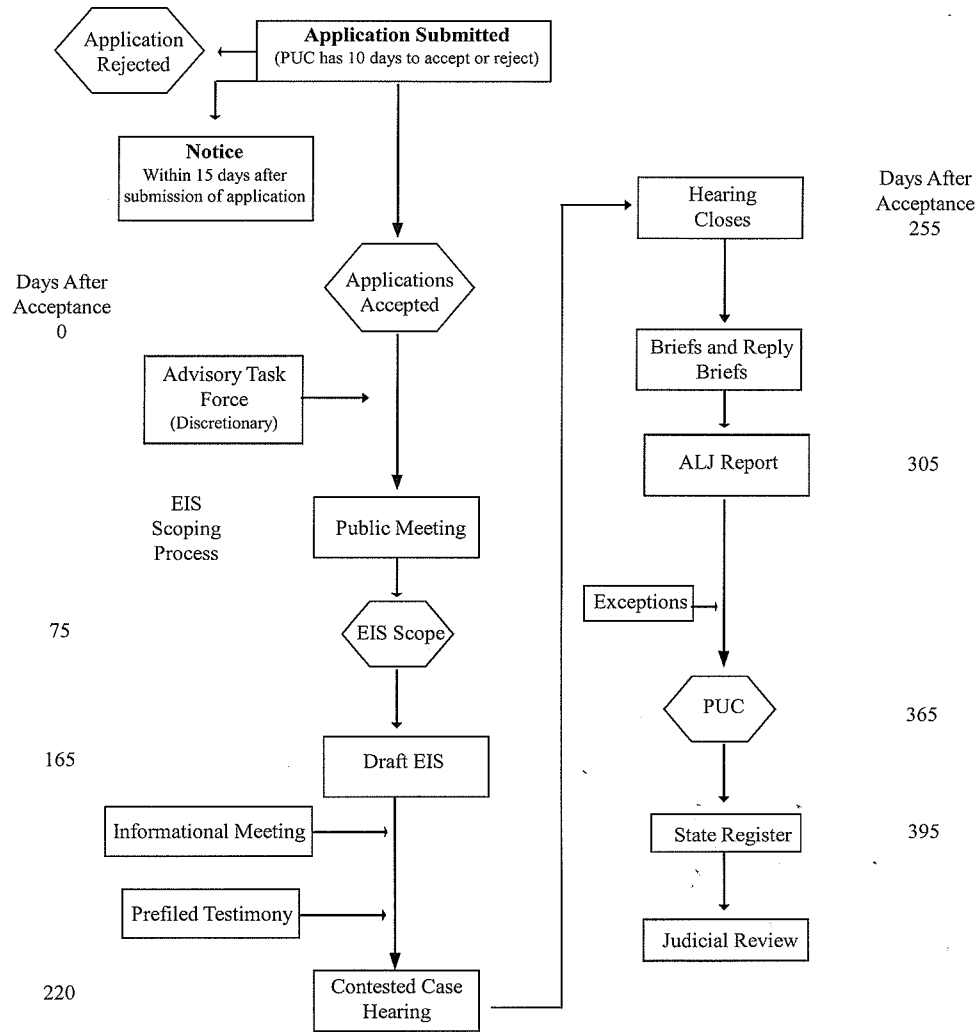 Application
Rejected
Application Submitted
(PUC has 10 days to accept or reject)
Notice
Within 15 days after
submission of application
Days After
Acceptance
0
Applications
Accepted
Advisory Task
Force
(Discretionary)
EIS
Scoping
Process
Public Meeting
75
EIS Scope
165
Draft EIS
Informational Meeting
Prefiled Testimony
220
Contested Case
Hearing
Hearing
Closes
Days After
Acceptance
255
Briefs and Reply
Briefs
ALJ Report
305
Exceptions
PUC
365
State Register
395
Judicial Review